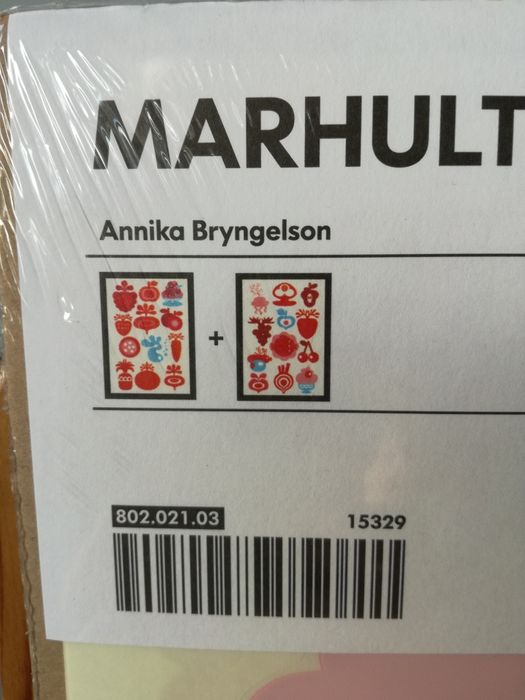 MARHULT
Annika Bryngelson
+
802.021.03 15329